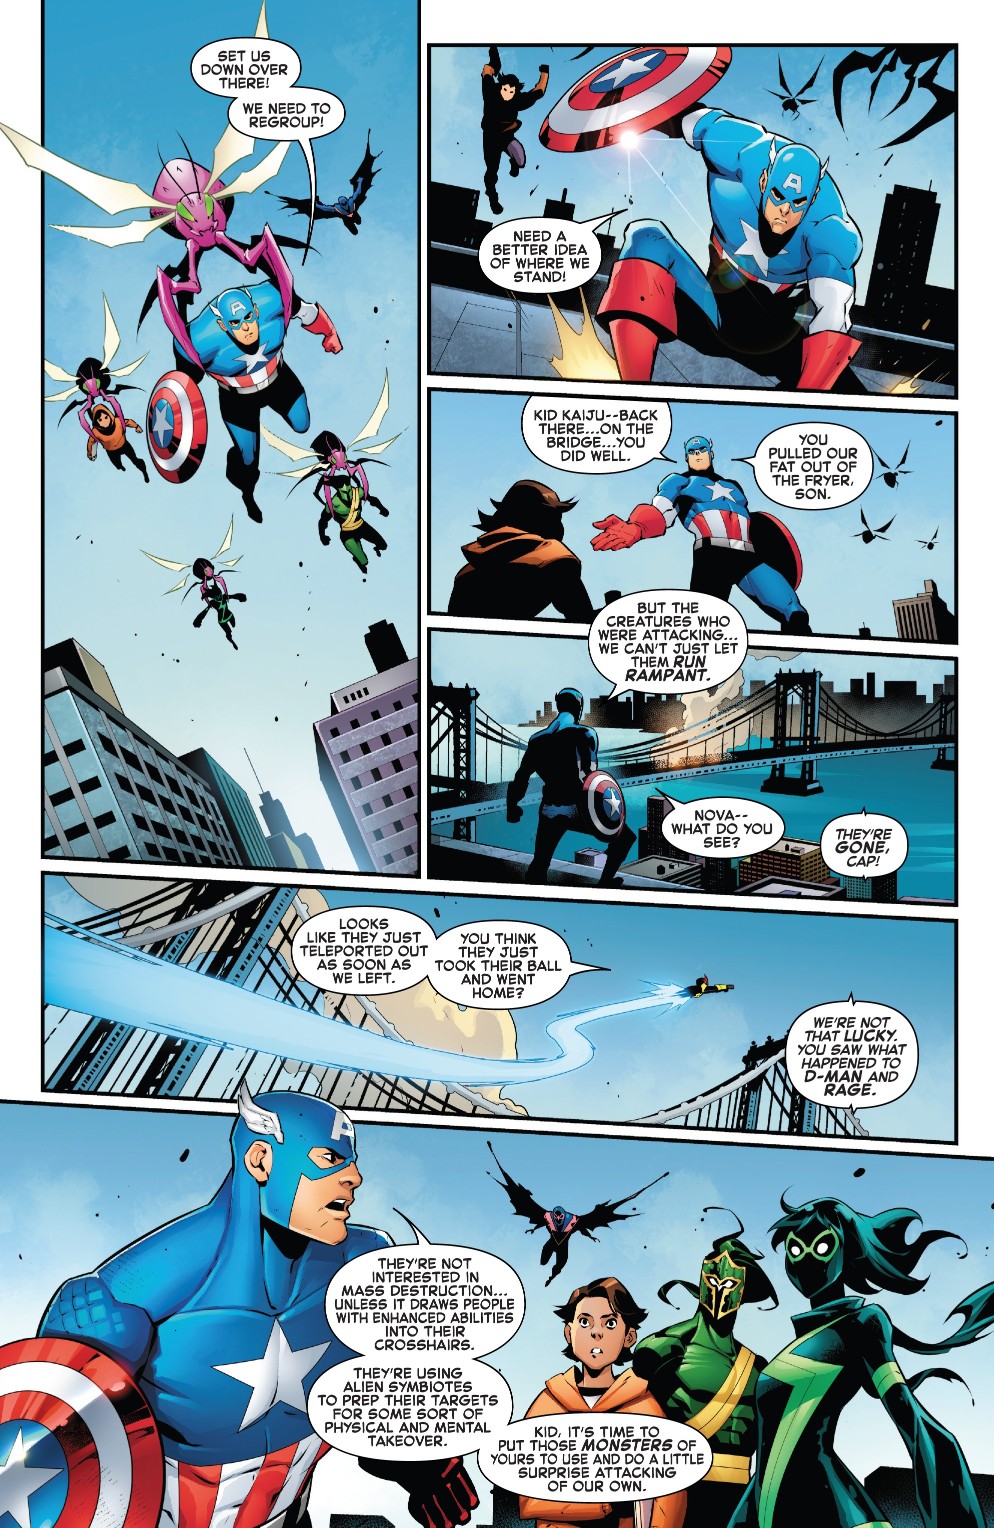 SET US
DOWN OVER
THERE!
WE NEED TO
REGROUP!
A
NEED A
BETTER IDEA
OF WHERE WE
STAND!
A
KID KAIJU--BACK
THERE...ON THE
BRIDGE...YOU
DID WELL.
YOU
PULLED OUR
FAT OUT OF
THE FRYER,
SON.
BUT THE
CREATURES WHO
WERE ATTACKING...
WE CAN'T JUST LET
THEM RUN
RAMPANT.
NOVA--
WHAT DO YOU
SEE?
THEY'RE
GONE,
CAP!
LOOKS
LIKE THEY JUST
TELEPORTED OUT
AS SOON AS
WE LEFT.
YOU THINK
THEY JUST
TOOK THEIR BALL
AND WENT
HOME?
WE'RE NOT
THAT LUCKY.
YOU SAW WHAT
HAPPENED TO
D-MAN AND
RAGE.
A
THEY'RE NOT
INTERESTED IN
MASS DESTRUCTION...
UNLESS IT DRAWS PEOPLE
WITH ENHANCED ABILITIES
INTO THEIR
CROSSHAIRS.
THEY'RE USING
ALIEN SYMBIOTES
TO PREP THEIR TARGETS
FOR SOME SORT OF
PHYSICAL AND MENTAL
TAKEOVER.
KID, IT'S TIME TO
PUT THOSE MONSTERS OF
YOURS TO USE AND DO A LITTLE
SURPRISE ATTACKING
OF OUR OWN.